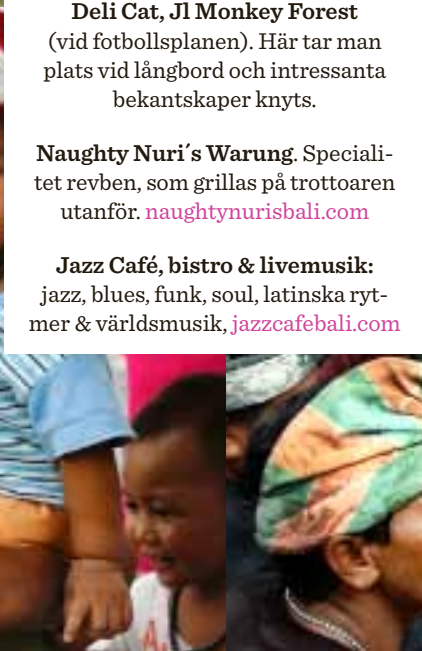 Deli Cat, Jl Monkey Forest
(vid fotbollsplanen). Här tar man
plats vid långbord och intressanta
bekantskaper knyts.
Naughty Nuri´s Warung. Speciali-
tet revben, som grillas på trottoaren
utanför. naughtynurisbali.com
Jazz Café, bistro & livemusik:
jazz, blues, funk, soul, latinska ryt-
mer & världsmusik, jazzcafebali.com